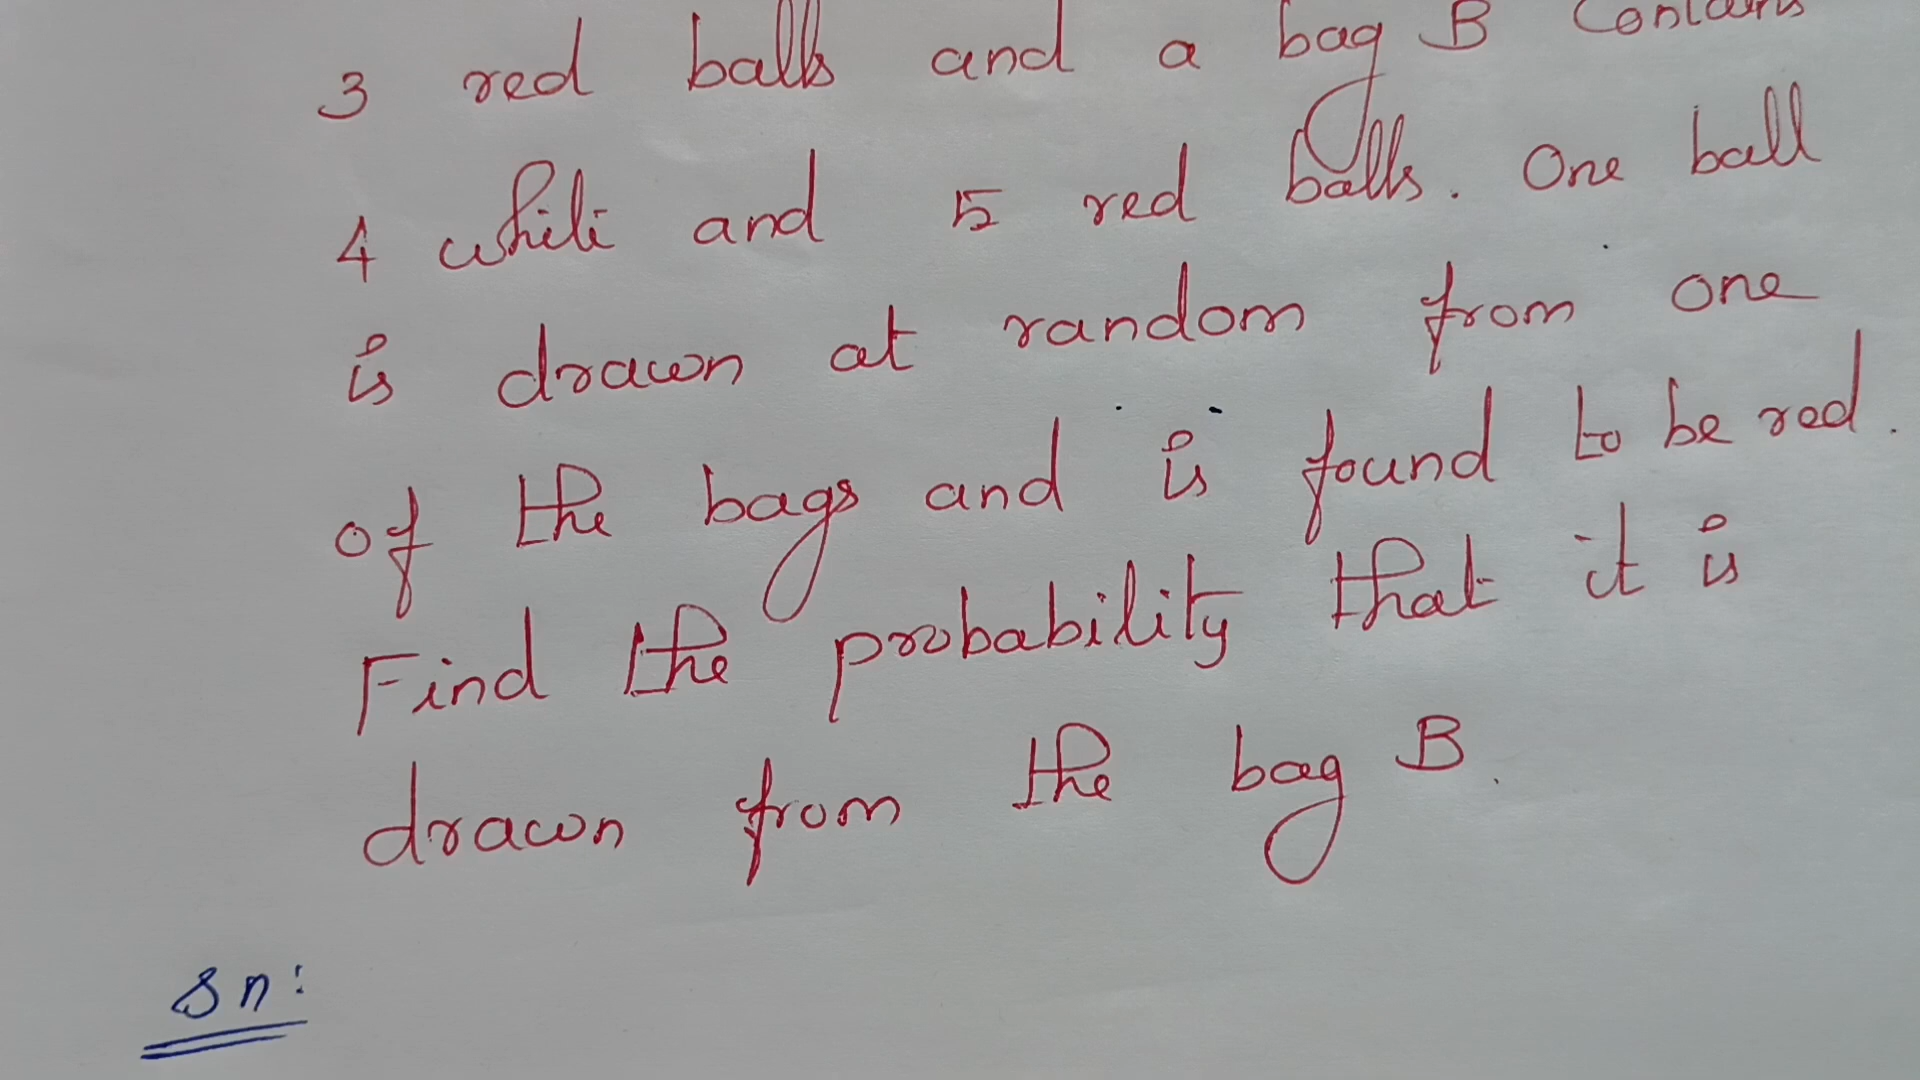 3 red balls and a bag B contains
4 white and 5 red balls. One ball
is drawn at random from one
of the bags and is found to be red.
Find the probability that it is
drawn from the bag B.
Sn: